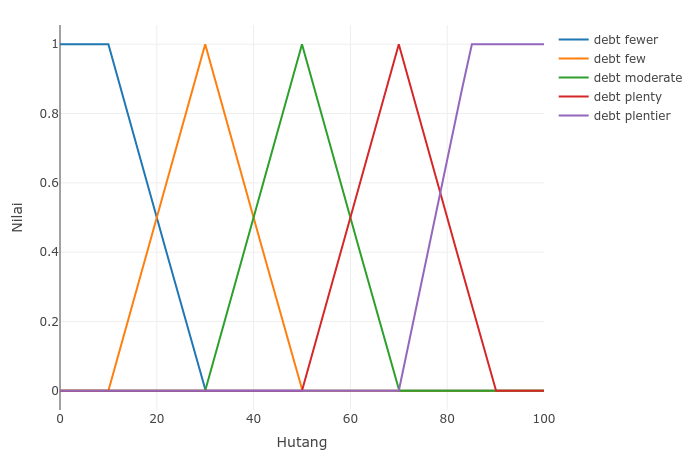 1
0.8
0.6
0.4
0.2
0
Nilai
0 20 40 60 80 100
Hutang
debt fewer
debt few
debt moderate
debt plenty
debt plentier